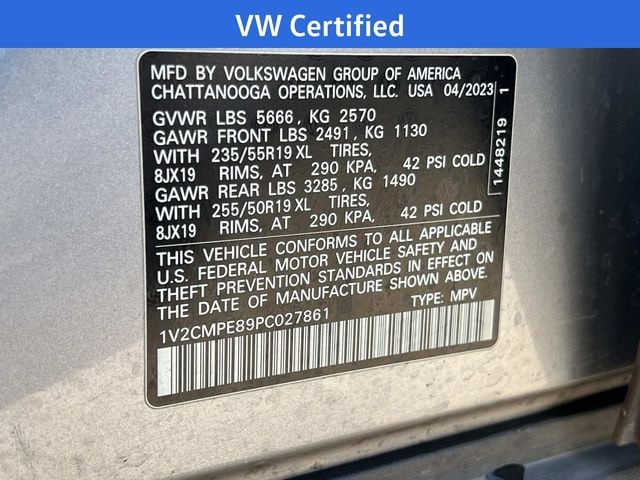 VW Certified
MFD BY VOLKSWAGEN GROUP OF AMERICA
CHATTANOOGA OPERATIONS, LLC. USA 04/2023
GVWR LBS 5666, KG 2570
GAWR FRONT LBS 2491, KG 1130
WITH 235/55R19 XL TIRES,
8JX19 RIMS, AT 290 KPA, 42 PSI COLD
GAWR REAR LBS 3285, KG 1490
WITH 255/50R19 XL TIRES,
8JX19 RIMS, AT 290 KPA, 42 PSI COLD
THIS VEHICLE CONFORMS TO ALL APPLICABLE
U.S. FEDERAL MOTOR VEHICLE SAFETY AND
THEFT PREVENTION STANDARDS IN EFFECT ON
THE DATE OF MANUFACTURE SHOWN ABOVE.
1V2CMPE89PC027861 TYPE: MPV
1448219 1